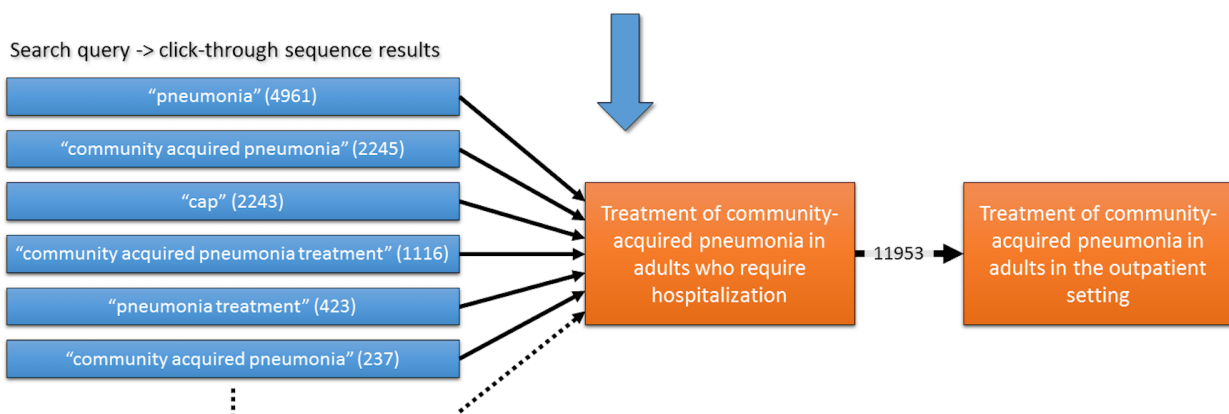 Search query -> click-through sequence results
“pneumonia” (4961)
“community acquired pneumonia” (2245)
“cap” (2243)
“community acquired pneumonia treatment” (1116)
“pneumonia treatment” (423)
“community acquired pneumonia” (237)
Treatment of community-
acquired pneumonia in
adults who require
hospitalization
11953
Treatment of community-
acquired pneumonia in
adults in the outpatient
setting